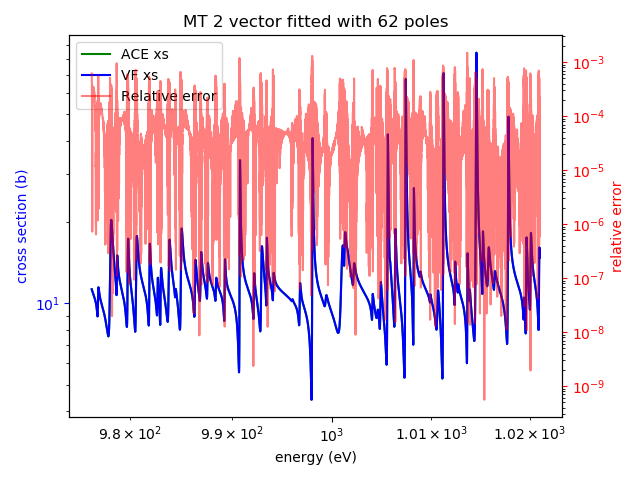 MT 2 vector fitted with 62 poles
ACE xs
VF xs
Relative error
cross section (b)
10¹
relative error
10⁻³
10⁻⁴
10⁻⁵
10⁻⁶
10⁻⁷
10⁻⁸
10⁻⁹
9.8 × 10² 9.9 × 10² 10³ 1.01 × 10³ 1.02 × 10³
energy (eV)